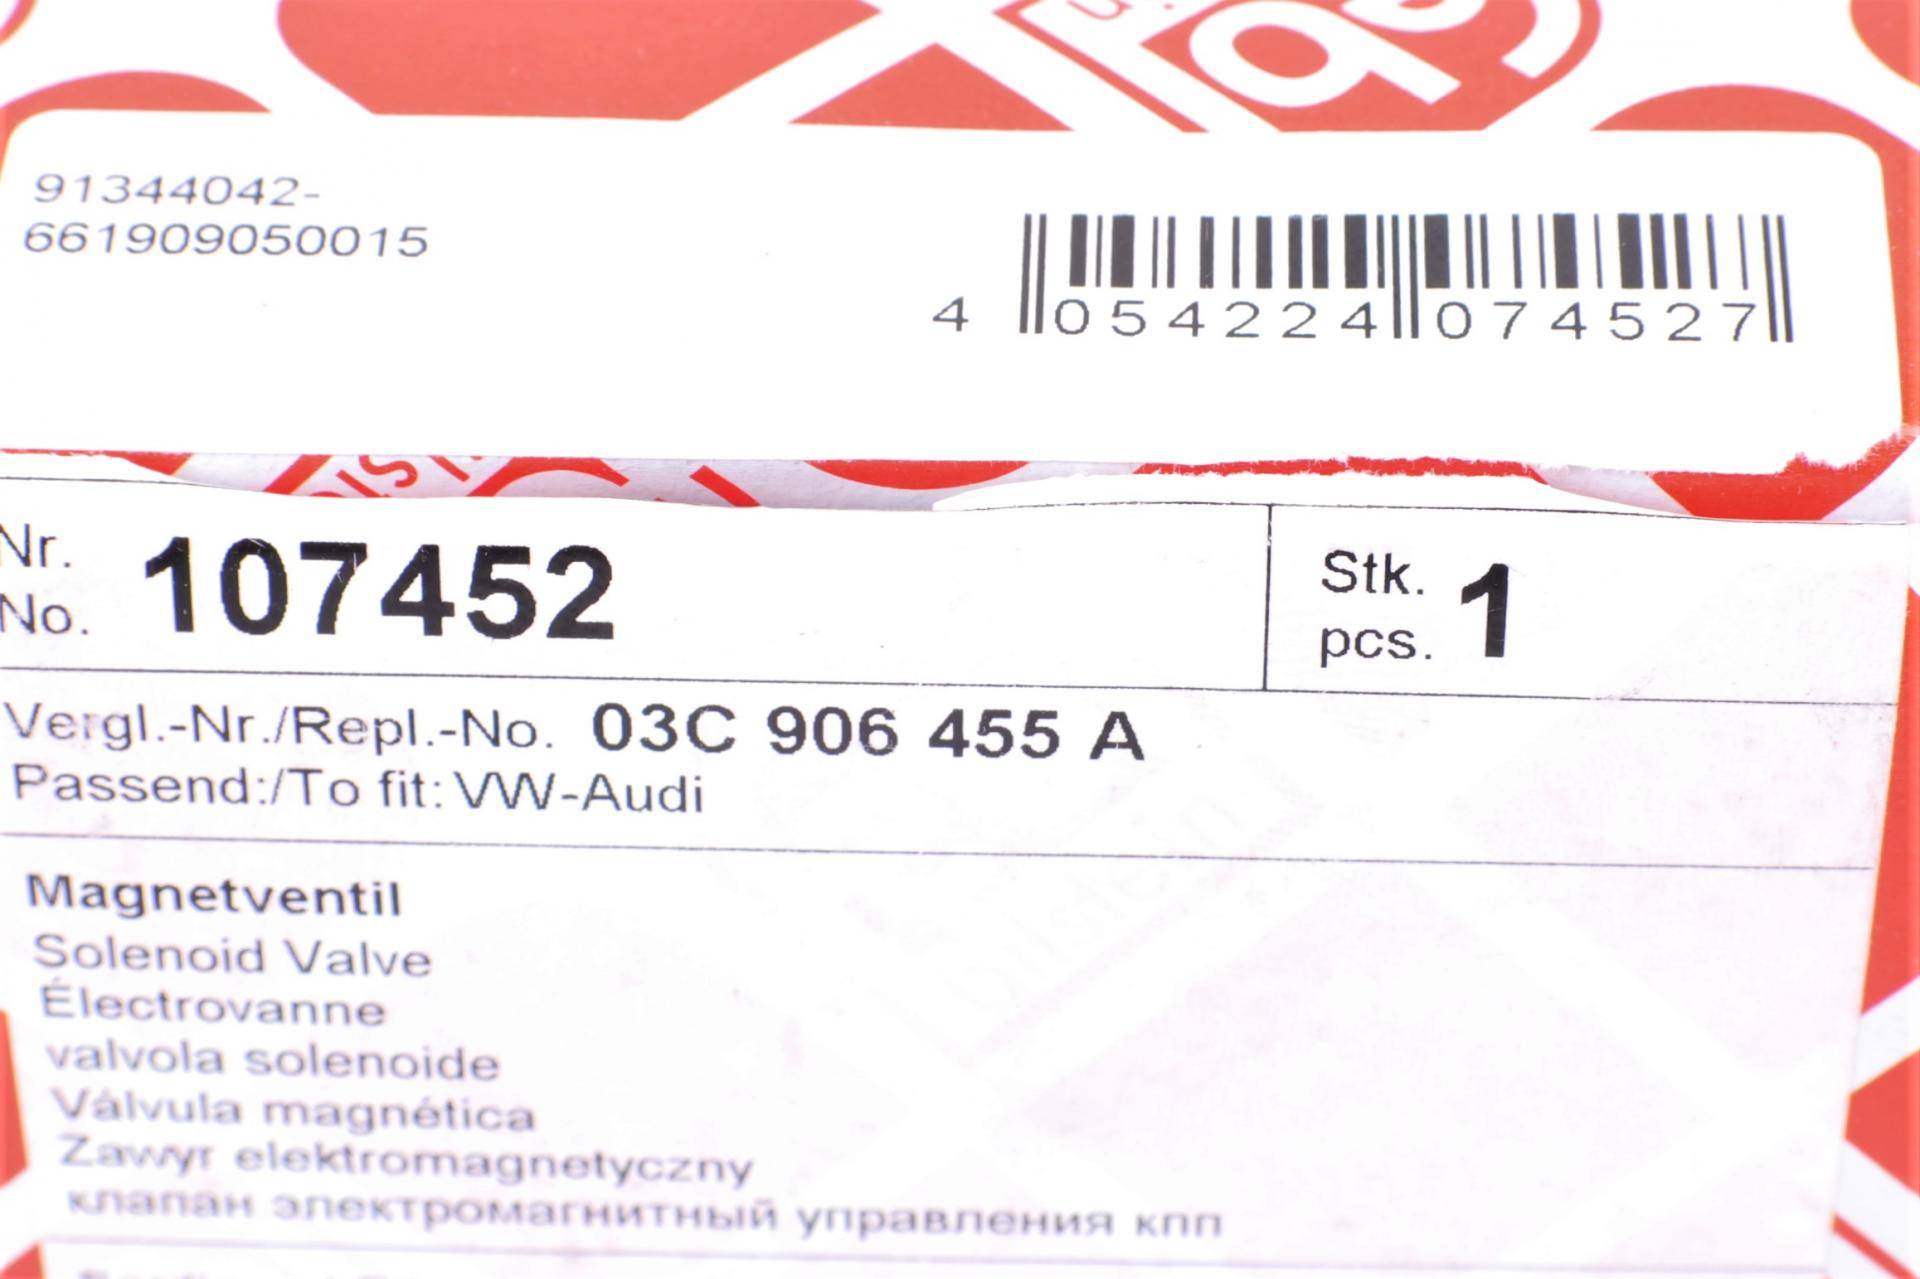 91344042-
661909050015
4 054224 074527
Nr.
No. 107452
Stk.
pcs. 1
Vergl.-Nr./Repl.-No. 03C 906 455 A
Passend:/To fit: VW-Audi
Magnetventil
Solenoid Valve
Électrovanne
valvola solenoide
Válvula magnética
Zawyr elektromagnetyczny
клапан электромагнитный управления кпп